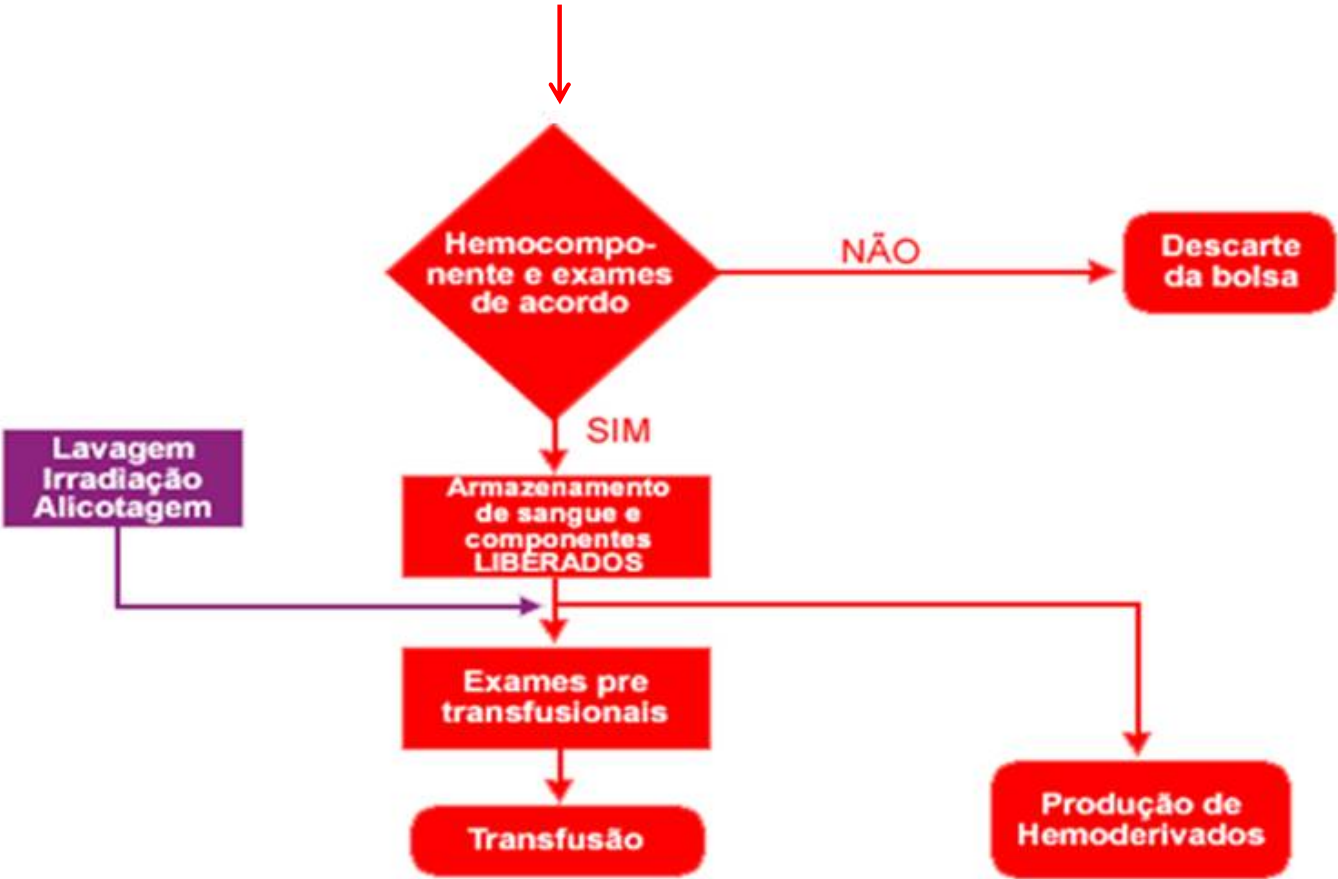 Hemocompo-
nente e exames
de acordo
NÃO
Descarte
da bolsa
SIM
Lavagem
Irradiação
Alicotagem
Armazenamento
de sangue e
componentes
LIBERADOS
Exames pre
transfusionais
Transfusão
Produção de
Hemoderivados